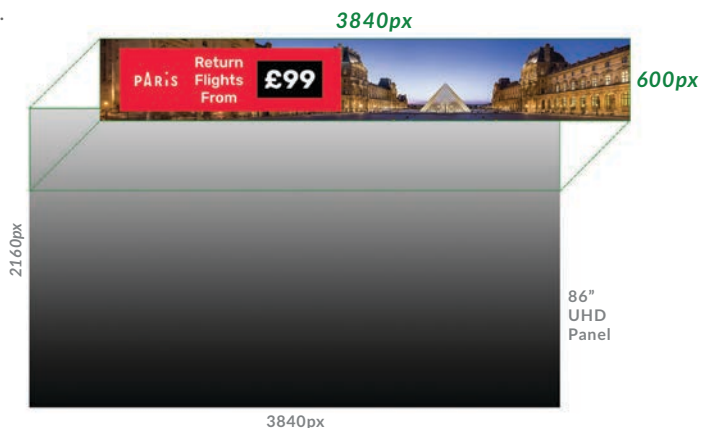 .
3840px
PARiS
Return
Flights
From
£99
600px
2160px
86”
UHD
Panel
3840px